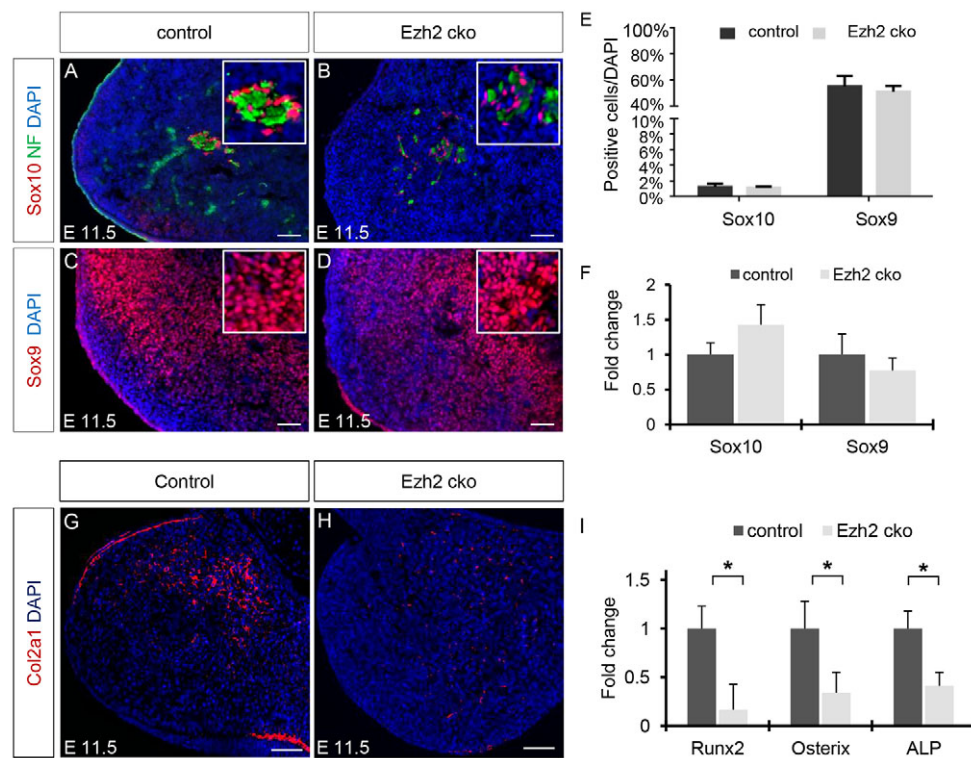 control
Ezh2 cko
Sox10 NF DAPI
A
E 11.5
B
E 11.5
Sox9 DAPI
C
E 11.5
D
E 11.5
E
control
Ezh2 cko
Positive cells/DAPI
100%
80%
60%
40%
10%
8%
6%
4%
2%
0%
Sox10
Sox9
F
control
Ezh2 cko
Fold change
2
1.5
1
0.5
0
Sox10
Sox9
Control
Ezh2 cko
Col2a1 DAPI
G
E 11.5
H
E 11.5
I
control
Ezh2 cko
Fold change
1.5
1
0.5
0
*
*
*
Runx2
Osterix
ALP